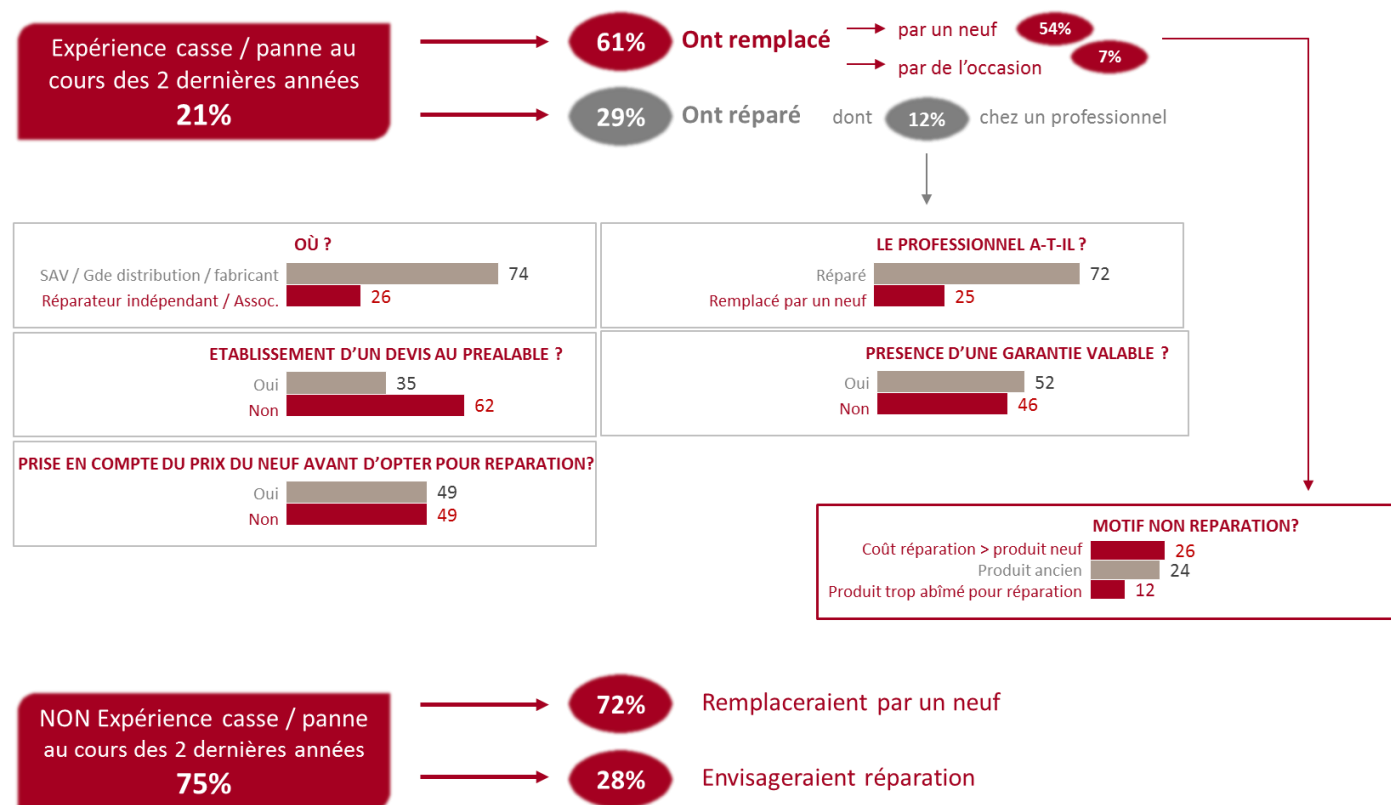 Expérience casse / panne au
cours des 2 dernières années
21%
61% Ont remplacé
par un neuf 54%
par de l'occasion 7%
29% Ont réparé dont 12% chez un professionnel
OÙ ?
SAV / Gde distribution / fabricant 74
Réparateur indépendant / Assoc. 26
LE PROFESSIONNEL A-T-IL ?
Réparé 72
Remplacé par un neuf 25
ETABLISSEMENT D'UN DEVIS AU PREALABLE ?
Oui 35
Non 62
PRESENCE D'UNE GARANTIE VALABLE ?
Oui 52
Non 46
PRISE EN COMPTE DU PRIX DU NEUF AVANT D'OPTER POUR REPARATION?
Oui 49
Non 49
MOTIF NON REPARATION?
Coût réparation > produit neuf 26
Produit ancien 24
Produit trop abîmé pour réparation 12
NON Expérience casse / panne
au cours des 2 dernières années
75%
72% Remplaceraient par un neuf
28% Envisageraient réparation